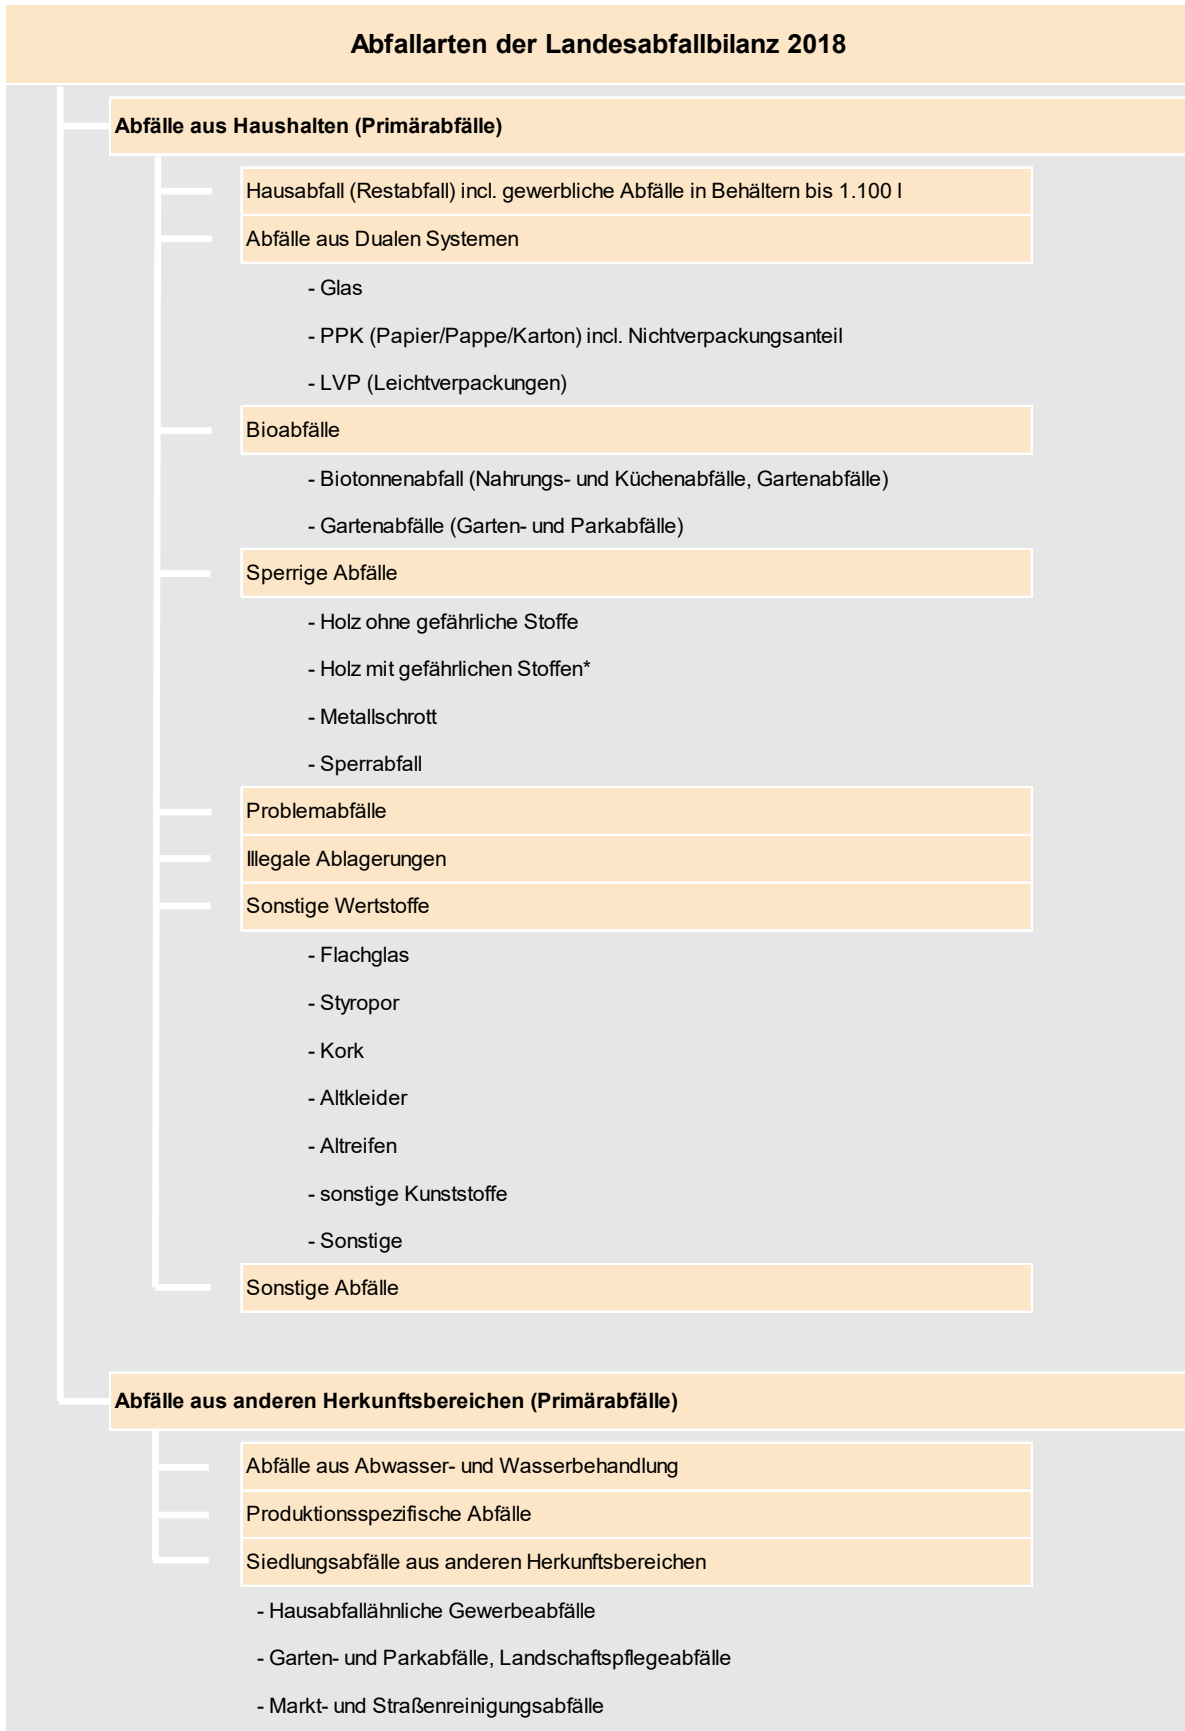 Abfallarten der Landesabfallbilanz 2018
Abfälle aus Haushalten (Primärabfälle)
Hausabfall (Restabfall) incl. gewerbliche Abfälle in Behältern bis 1.100 l
Abfälle aus Dualen Systemen
- Glas
- PPK (Papier/Pappe/Karton) incl. Nichtverpackungsanteil
- LVP (Leichtverpackungen)
Bioabfälle
- Biotonnenabfall (Nahrungs- und Küchenabfälle, Gartenabfälle)
- Gartenabfälle (Garten- und Parkabfälle)
Sperrige Abfälle
- Holz ohne gefährliche Stoffe
- Holz mit gefährlichen Stoffen*
- Metallschrott
- Sperrabfall
Problemabfälle
Illegale Ablagerungen
Sonstige Wertstoffe
- Flachglas
- Styropor
- Kork
- Altkleider
- Altreifen
- sonstige Kunststoffe
- Sonstige
Sonstige Abfälle
Abfälle aus anderen Herkunftsbereichen (Primärabfälle)
Abfälle aus Abwasser- und Wasserbehandlung
Produktionsspezifische Abfälle
Siedlungsabfälle aus anderen Herkunftsbereichen
- Hausabfallähnliche Gewerbeabfälle
- Garten- und Parkabfälle, Landschaftspflegeabfälle
- Markt- und Straßenreinigungsabfälle